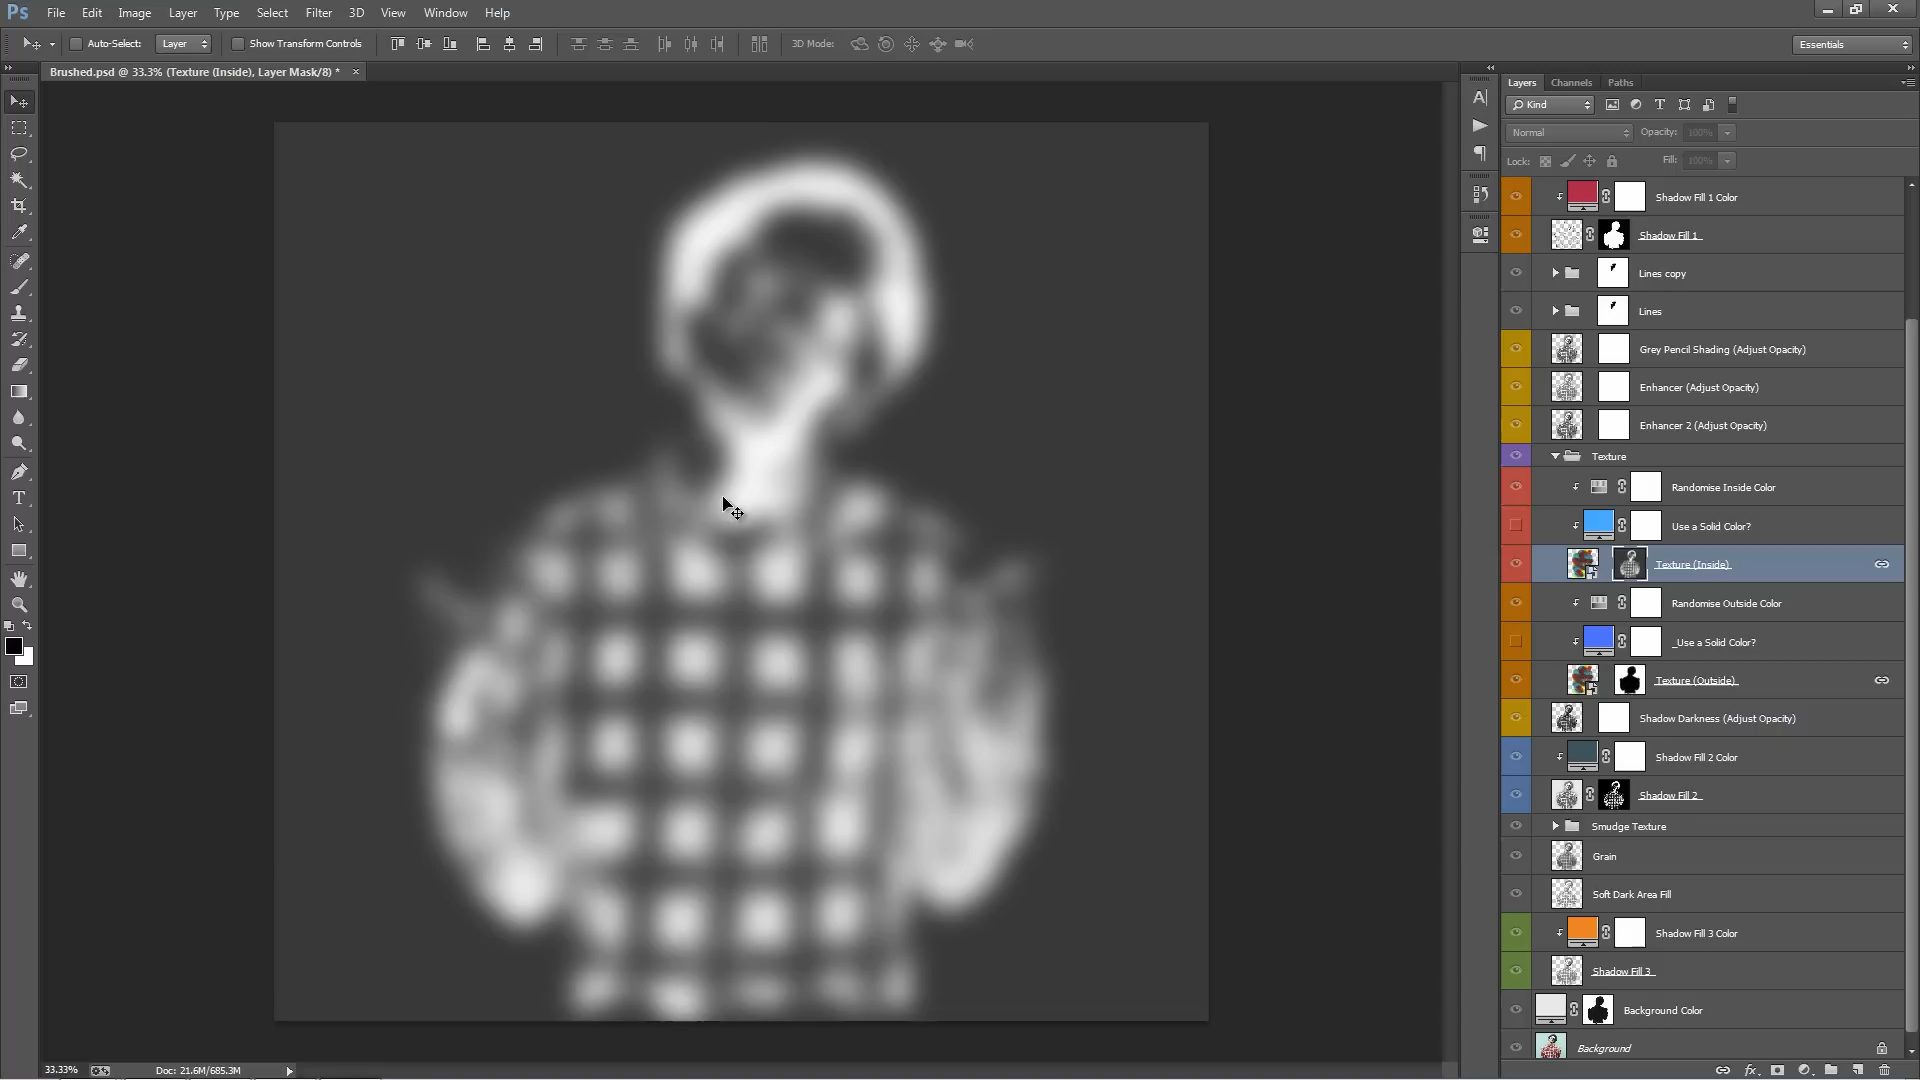 Ps File Edit Image Layer Type Select Filter 3D View Window Help
Auto-Select: Layer Show Transform Controls 3D Mode: Essentials
Brushed.psd @ 33.3% (Texture (Inside), Layer Mask/8) * ×
Layers Channels Paths
Kind
Normal Opacity: 100%
Lock: Fill: 100%
Shadow Fill 1 Color
Shadow Fill 1
Lines copy
Lines
Grey Pencil Shading (Adjust Opacity)
Enhancer (Adjust Opacity)
Enhancer 2 (Adjust Opacity)
Texture
Randomise Inside Color
Use a Solid Color?
Texture (Inside)
Randomise Outside Color
_Use a Solid Color?
Texture (Outside)
Shadow Darkness (Adjust Opacity)
Shadow Fill 2 Color
Shadow Fill 2
Smudge Texture
Grain
Soft Dark Area Fill
Shadow Fill 3 Color
Shadow Fill 3
Background Color
Background
33.33% Doc: 21.6M/685.3M